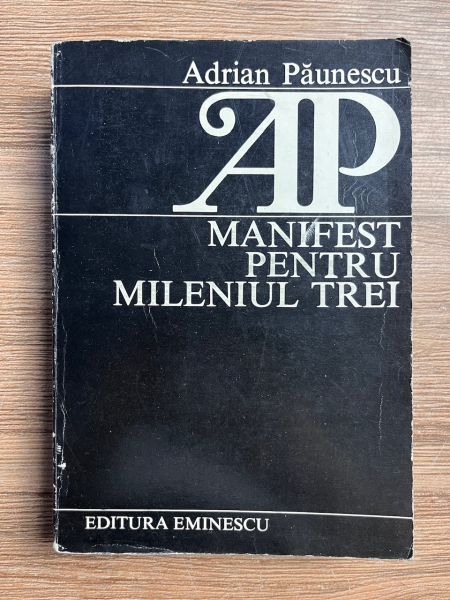 Adrian Păunescu
AP
MANIFEST
PENTRU
MILENIUL TREI
EDITURA EMINESCU